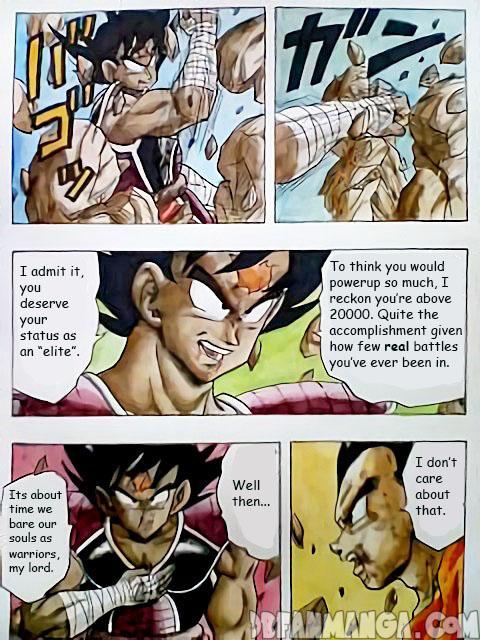 バババゴッ
ガン
I admit it,
you
deserve
your
status as
an "elite".
To think you would
powerup so much, I
reckon you're above
20000. Quite the
accomplishment given
how few real battles
you've ever been in.
Its about
time we
bare our
souls as
warriors,
my lord.
Well
then...
I don't
care
about
that.
DBFANMANGA.COM